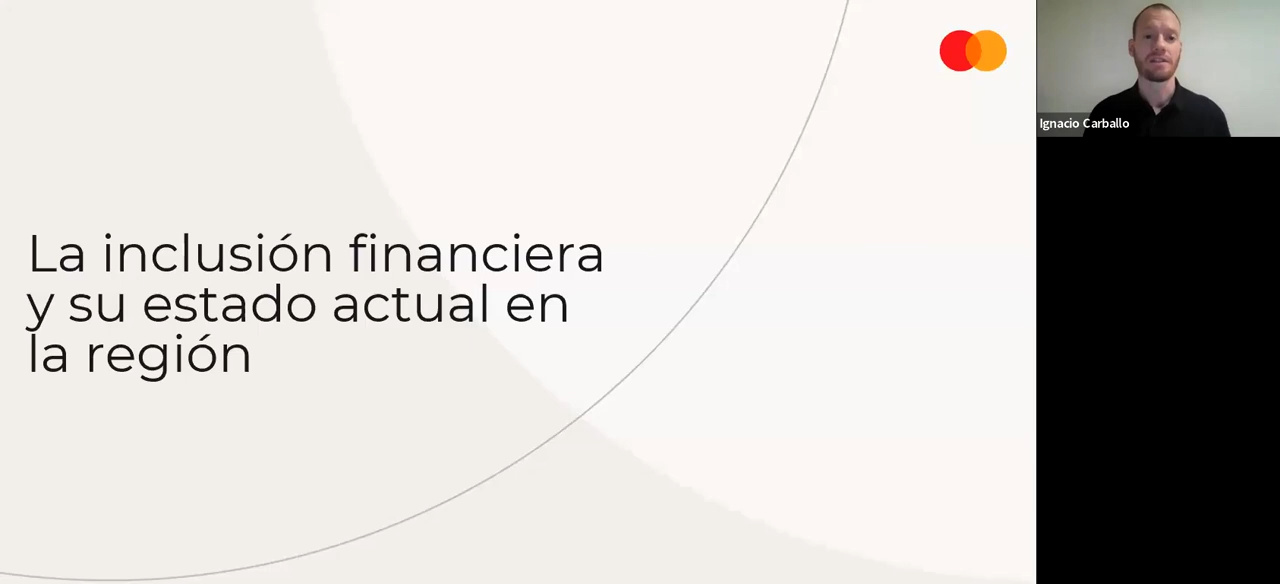 La inclusión financiera
y su estado actual en
la región
Ignacio Carballo